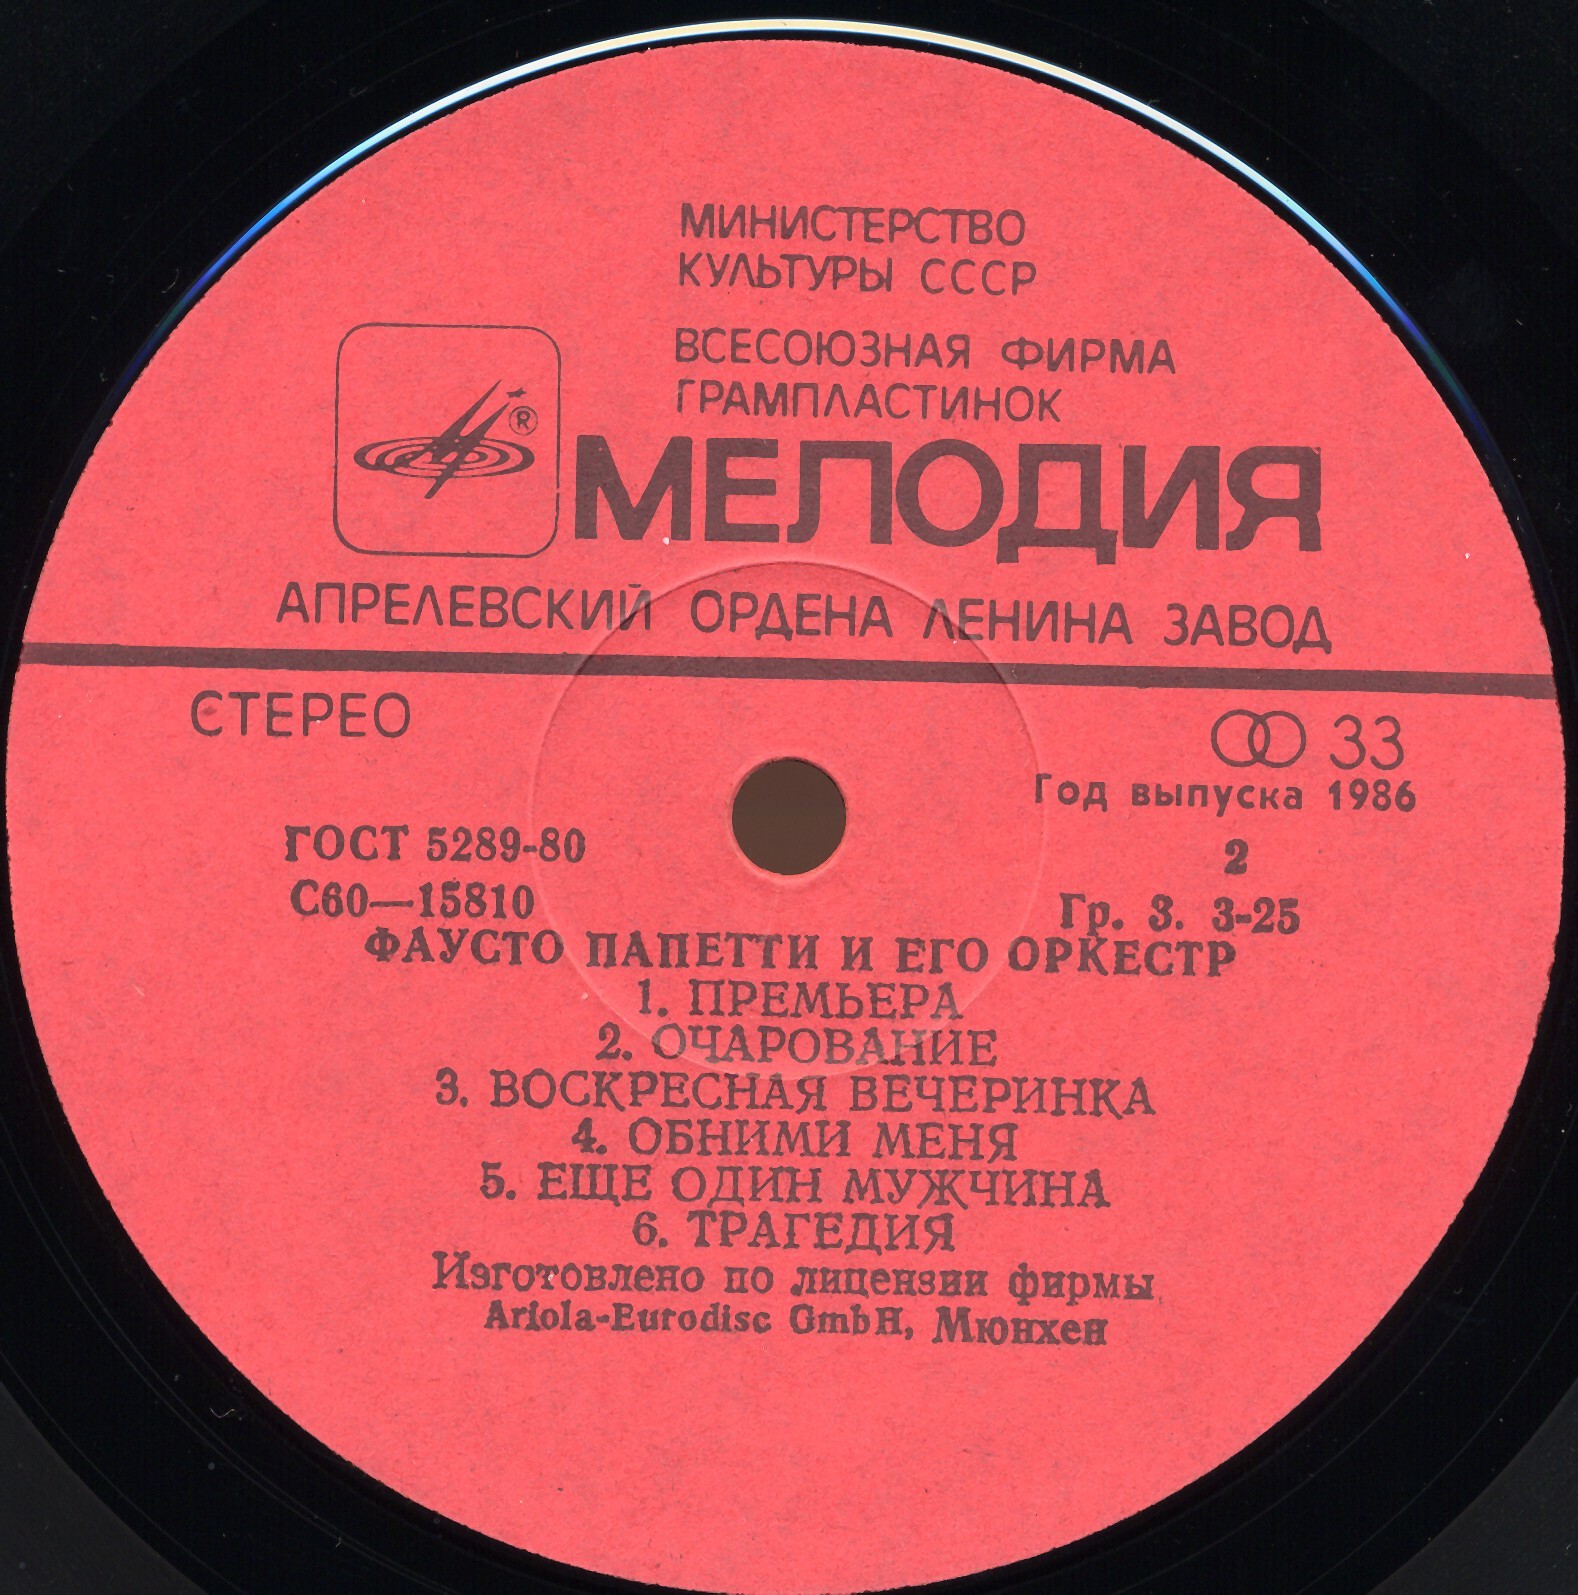 МИНИСТЕРСТВО
КУЛЬТУРЫ СССР
ВСЕСОЮЗНАЯ ФИРМА
ГРАМПЛАСТИНОК
®
МЕЛОДИЯ
АПРЕЛЕВСКИЙ ОРДЕНА ЛЕНИНА ЗАВОД
СТЕРЕО
33
Год выпуска 1986
ГОСТ 5289-80
2
С60—15810
Гр. 3. 3-25
ФАУСТО ПАПЕТТИ И ЕГО ОРКЕСТР
1. ПРЕМЬЕРА
2. ОЧАРОВАНИЕ
3. ВОСКРЕСНАЯ ВЕЧЕРИНКА
4. ОБНИМИ МЕНЯ
5. ЕЩЕ ОДИН МУЖЧИНА
6. ТРАГЕДИЯ
Изготовлено по лицензии фирмы
Ariola-Eurodisc GmbH, Мюнхен